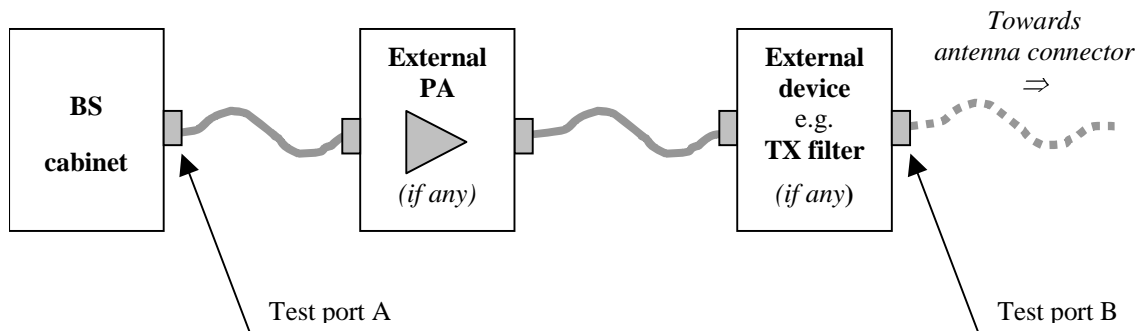 BS
cabinet
External
PA
(if any)
External
device
e.g.
TX filter
(if any)
Towards
antenna connector
⇒
Test port A
Test port B